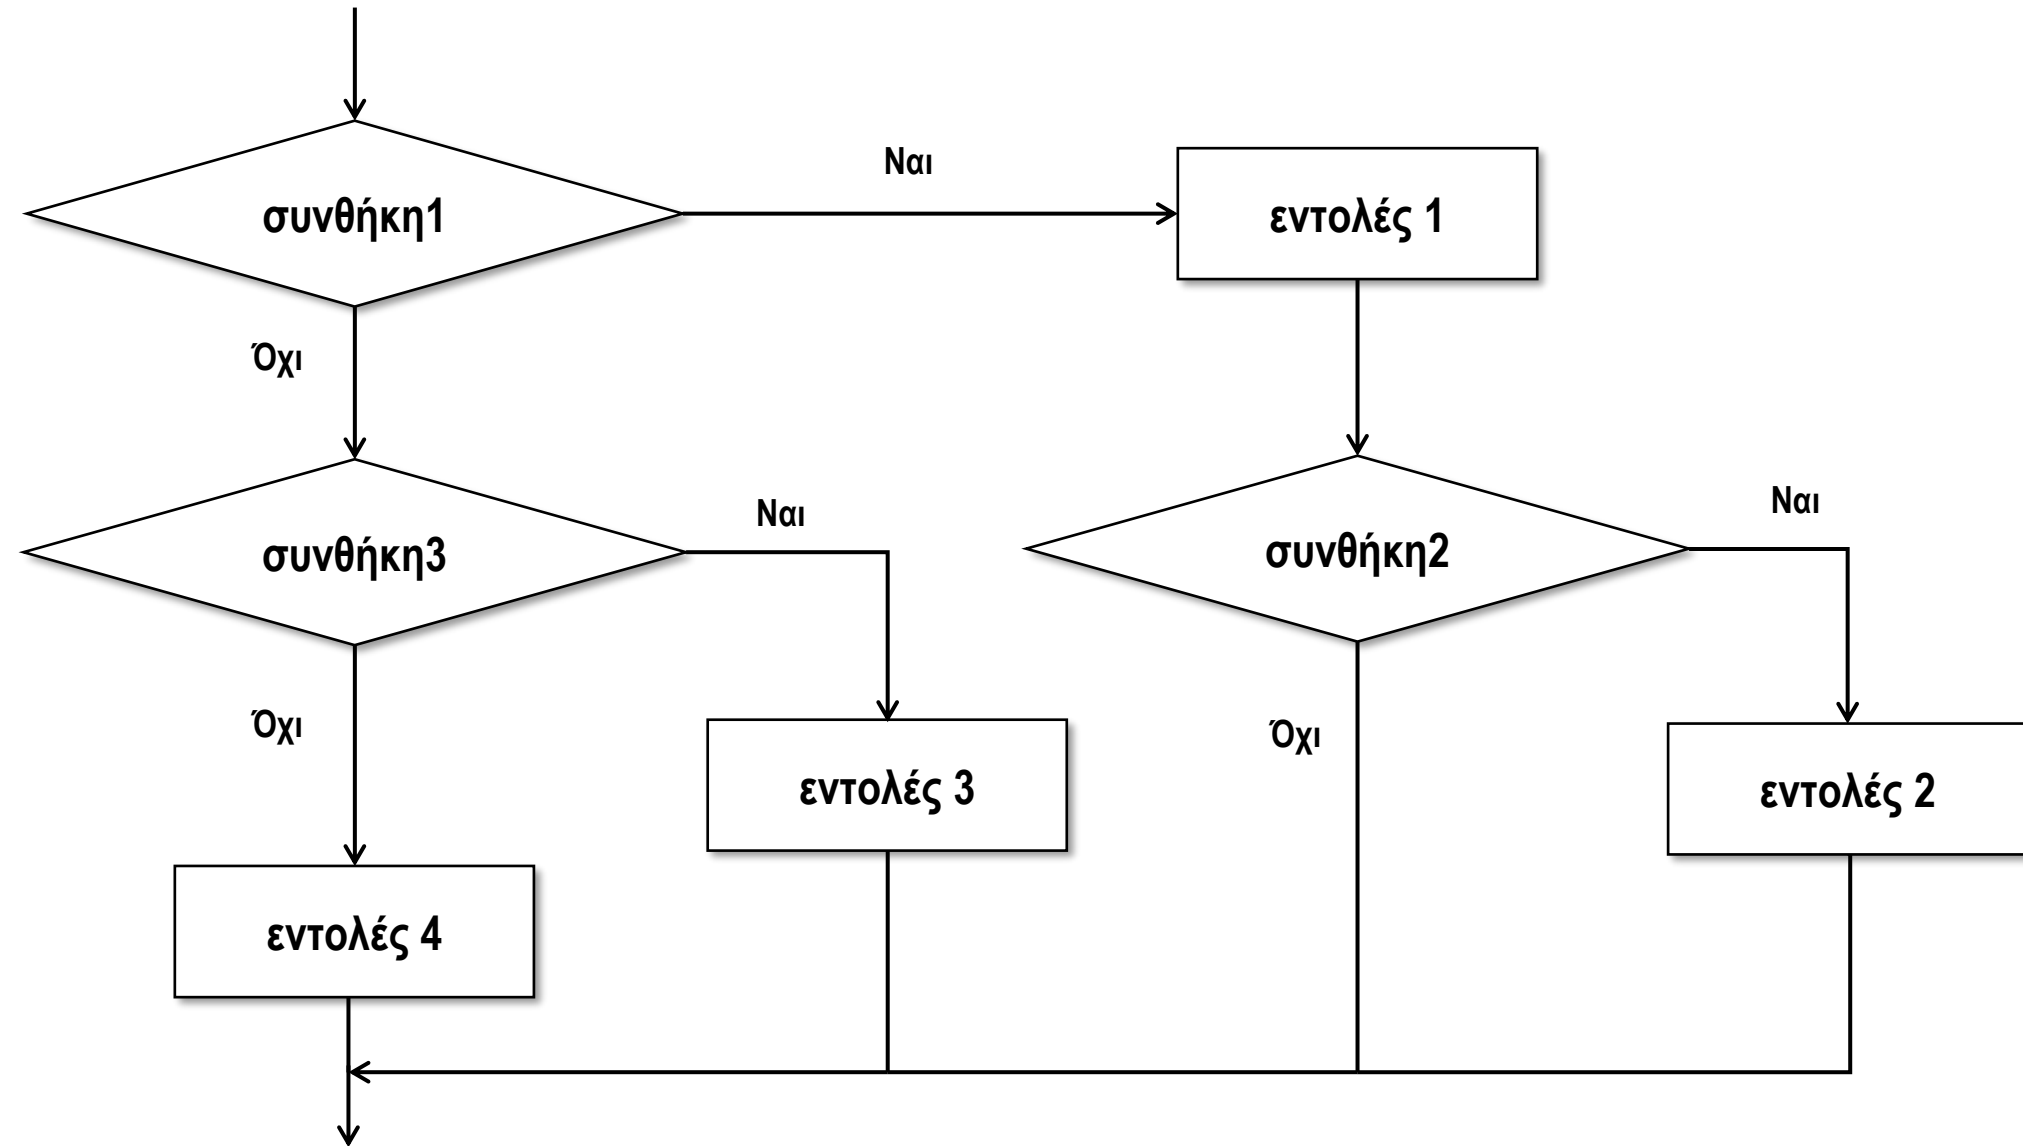 Ναι
συνθήκη1
εντολές 1
Όχι
Ναι
Ναι
συνθήκη3
συνθήκη2
Όχι
Όχι
εντολές 3
εντολές 2
εντολές 4